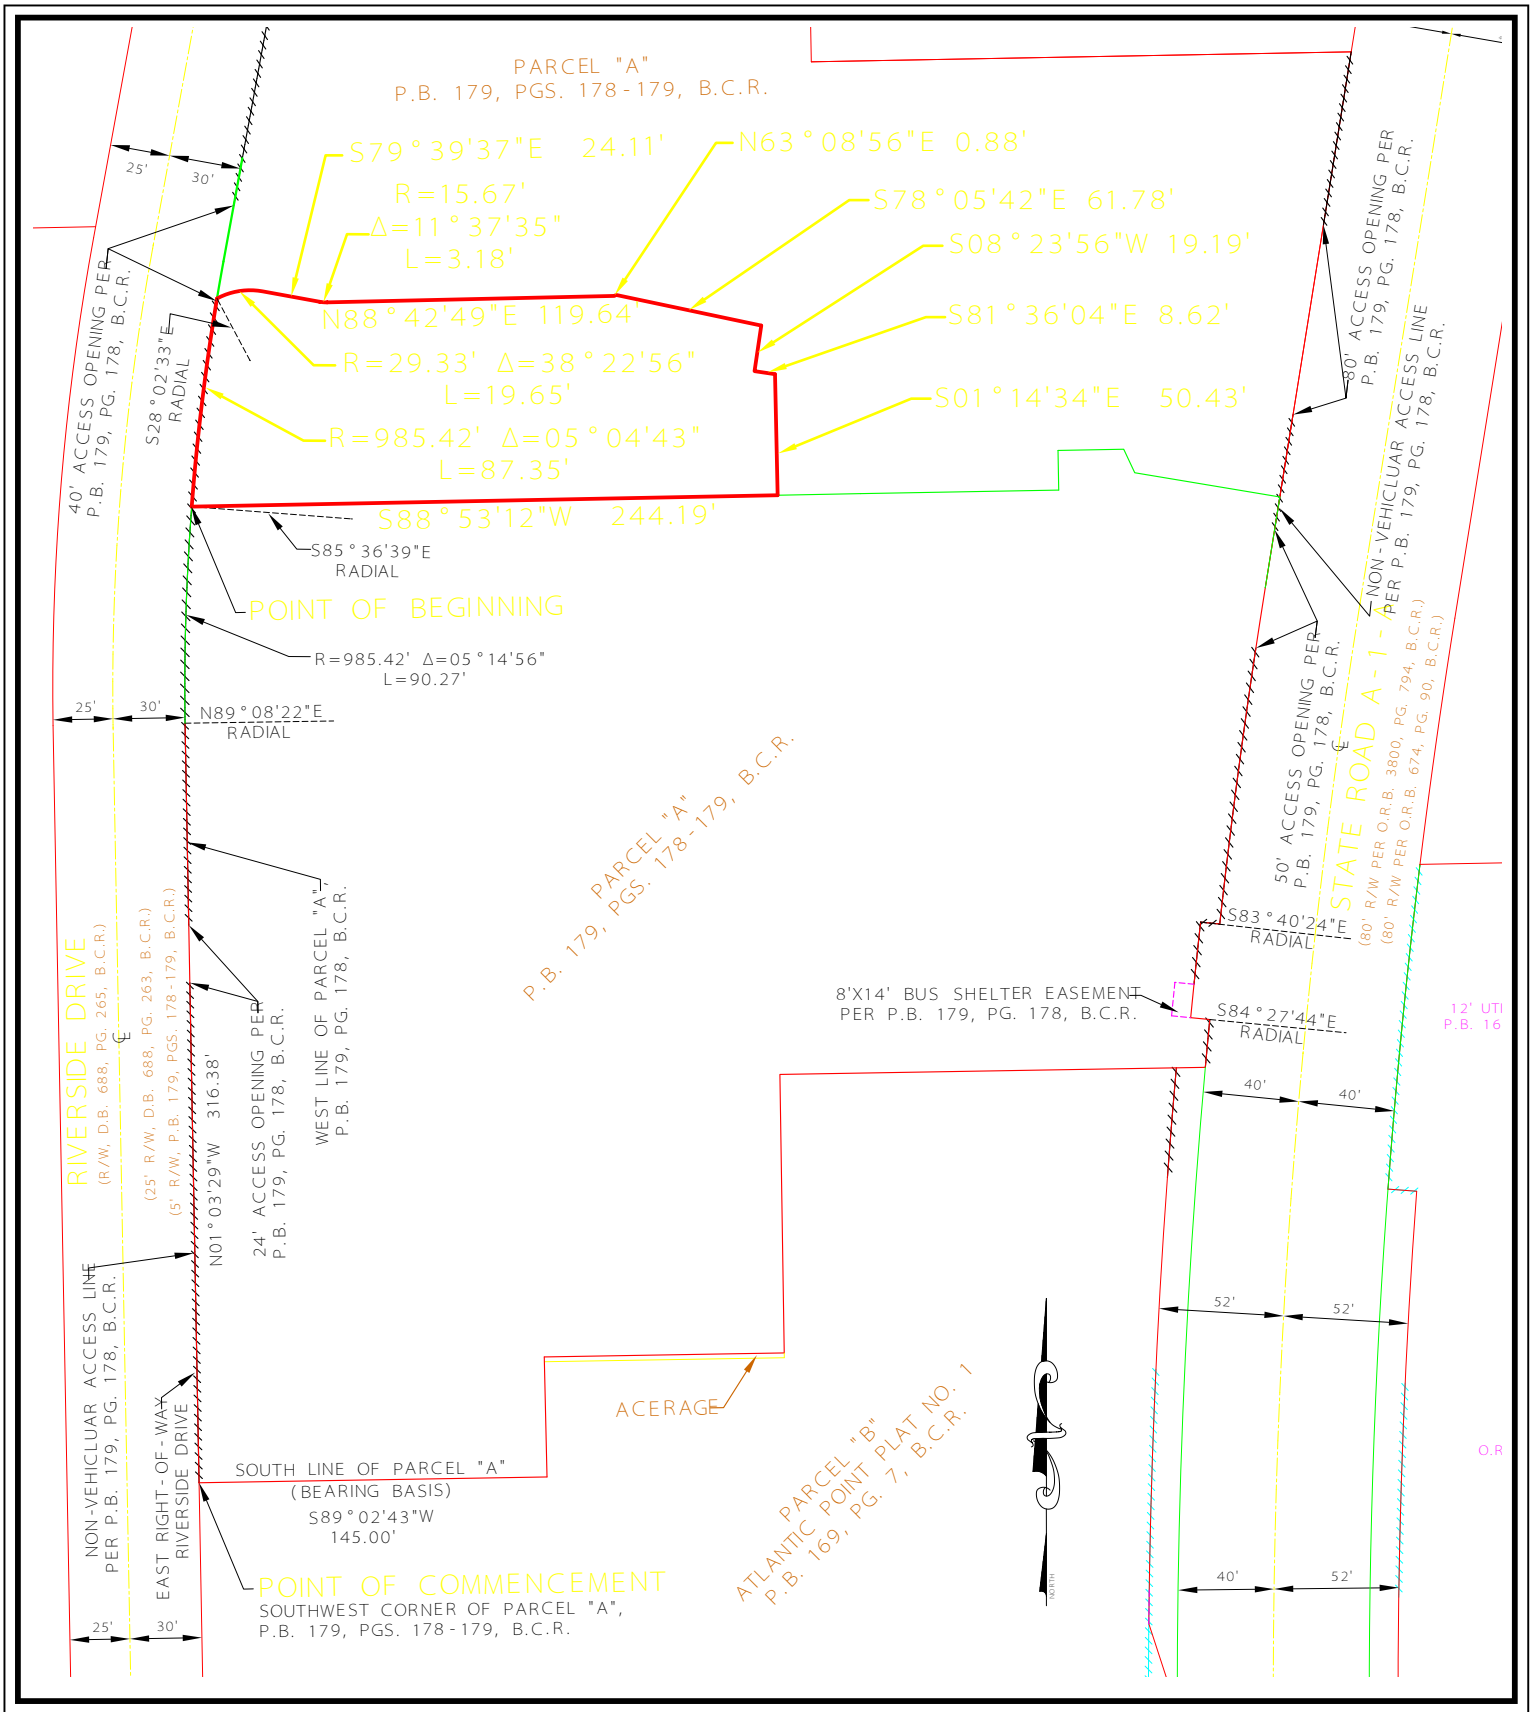 PARCEL "A"
P.B. 179, PGS. 178-179, B.C.R.
S79°39'37"E 24.11'
N63°08'56"E 0.88'
R=15.67'
Δ=11°37'35"
L=3.18'
S78°05'42"E 61.78'
S08°23'56"W 19.19'
N88°42'49"E 119.64'
S81°36'04"E 8.62'
R=29.33' Δ=38°22'56"
L=19.65'
S01°14'34"E 50.43'
R=985.42' Δ=05°04'43"
L=87.35'
S88°53'12"W 244.19'
25'
30'
40' ACCESS OPENING PER
P.B. 179, PG. 178, B.C.R.
S28°02'33"E
RADIAL
80' ACCESS OPENING PER
P.B. 179, PG. 178, B.C.R.
NON-VEHICLUAR ACCESS LINE
PER P.B. 179, PG. 178, B.C.R.
S85°36'39"E
RADIAL
POINT OF BEGINNING
R=985.42' Δ=05°14'56"
L=90.27'
25'
30'
N89°08'22"E
RADIAL
50' ACCESS OPENING PER
P.B. 179, PG. 178, B.C.R.
STATE ROAD A-1-A
(80' R/W PER O.R.B. 3800, PG. 794, B.C.R.)
(80' R/W PER O.R.B. 674, PG. 90, B.C.R.)
PARCEL "A"
P.B. 179, PGS. 178-179, B.C.R.
WEST LINE OF PARCEL "A",
P.B. 179, PG. 178, B.C.R.
RIVERSIDE DRIVE
(R/W, D.B. 688, PG. 265, B.C.R.)
(25' R/W, D.B. 688, PG. 263, B.C.R.)
(5' R/W, P.B. 179, PGS. 178-179, B.C.R.)
N01°03'29"W 316.38'
24' ACCESS OPENING PER
P.B. 179, PG. 178, B.C.R.
S83°40'24"E
RADIAL
8'X14' BUS SHELTER EASEMENT
PER P.B. 179, PG. 178, B.C.R.
S84°27'44"E
RADIAL
12' UTI
P.B. 16
40'
40'
52'
52'
NON-VEHICLUAR ACCESS LINE
PER P.B. 179, PG. 178, B.C.R.
EAST RIGHT-OF-WAY
RIVERSIDE DRIVE
ACERAGE
PARCEL "B"
ATLANTIC POINT PLAT NO. 1
P.B. 169, PG. 7, B.C.R.
O.R
SOUTH LINE OF PARCEL "A"
(BEARING BASIS)
S89°02'43"W
145.00'
POINT OF COMMENCEMENT
SOUTHWEST CORNER OF PARCEL "A",
P.B. 179, PGS. 178-179, B.C.R.
25'
30'
NORTH
40'
52'